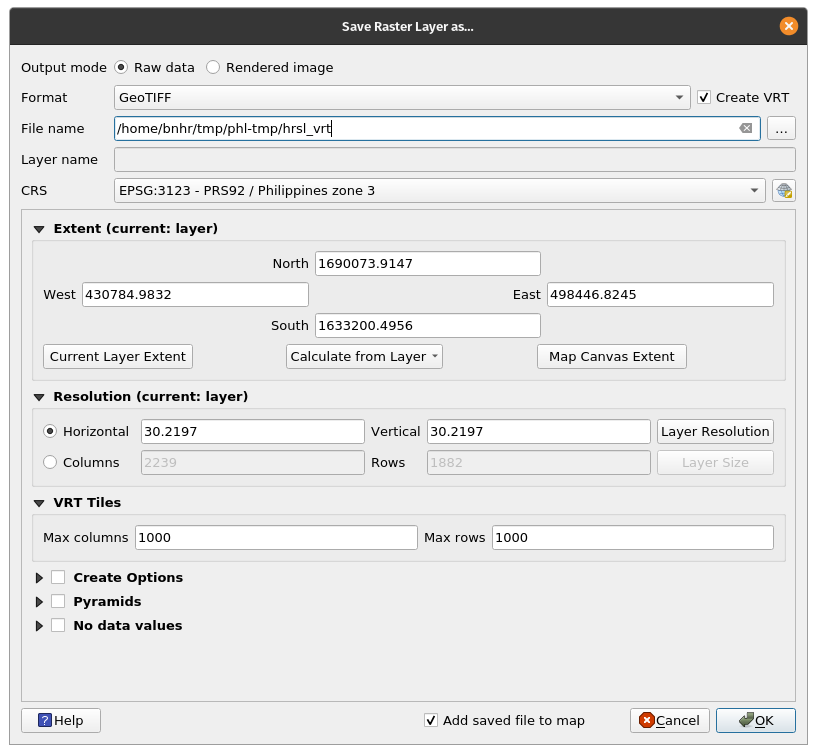 Save Raster Layer as...
Output mode Raw data Rendered image
Format GeoTIFF Create VRT
File name /home/bnhr/tmp/phl-tmp/hrsl_vrt ...
Layer name
CRS EPSG:3123 - PRS92 / Philippines zone 3
Extent (current: layer)
North 1690073.9147
West 430784.9832 East 498446.8245
South 1633200.4956
Current Layer Extent Calculate from Layer Map Canvas Extent
Resolution (current: layer)
Horizontal 30.2197 Vertical 30.2197 Layer Resolution
Columns 2239 Rows 1882 Layer Size
VRT Tiles
Max columns 1000 Max rows 1000
Create Options
Pyramids
No data values
? Help Add saved file to map Cancel OK